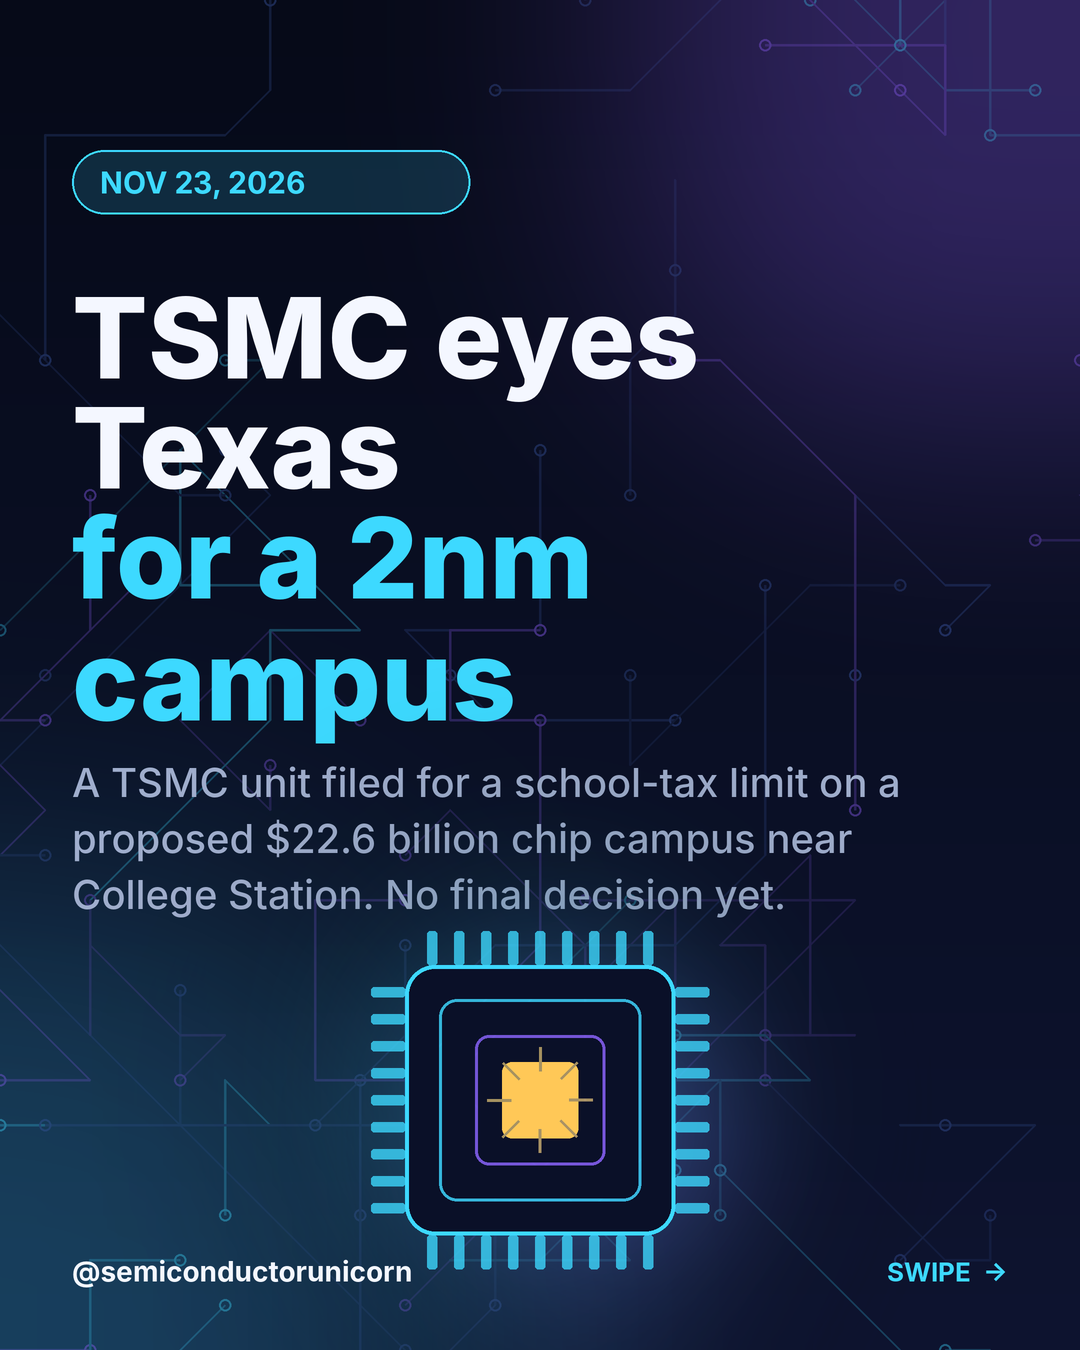 NOV 23, 2026
TSMC eyes
Texas
for a 2nm
campus
A TSMC unit filed for a school-tax limit on a
proposed $22.6 billion chip campus near
College Station. No final decision yet.
@semiconductorunicorn
SWIPE →